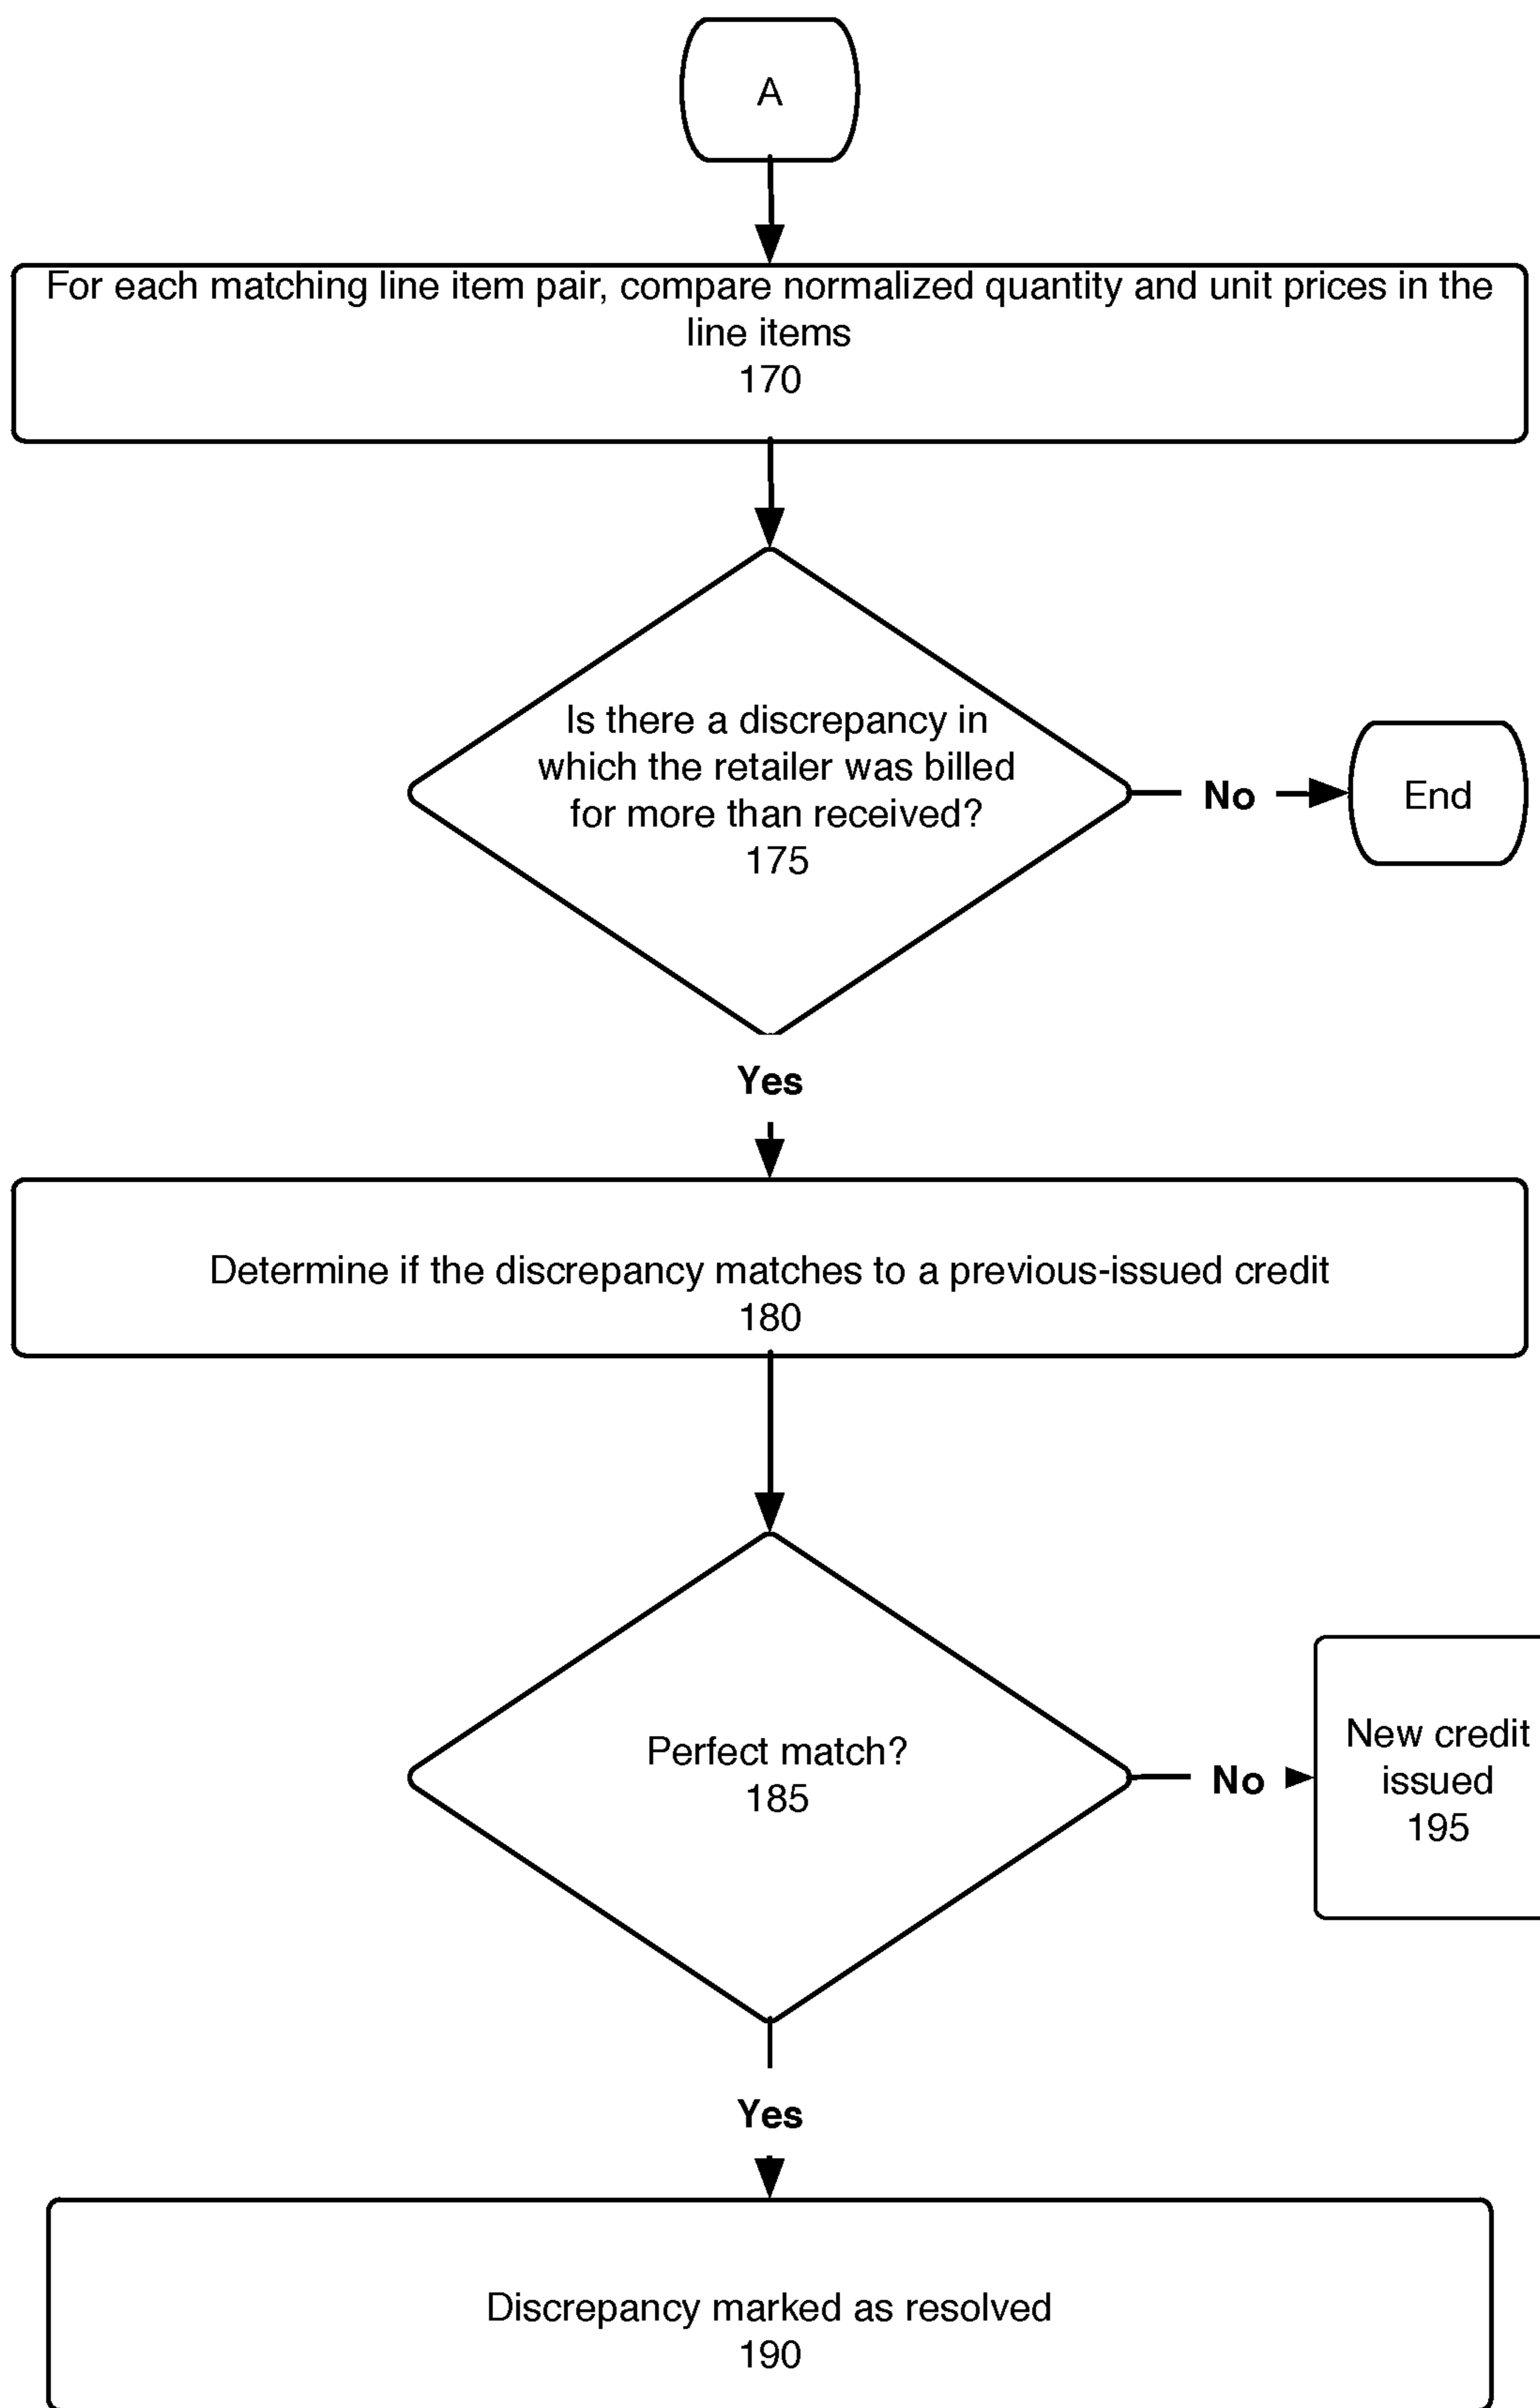 A
For each matching line item pair, compare normalized quantity and unit prices in the
line items
170
Is there a discrepancy in
which the retailer was billed
for more than received?
175
No
End
Yes
Determine if the discrepancy matches to a previous-issued credit
180
Perfect match?
185
No
New credit
issued
195
Yes
Discrepancy marked as resolved
190